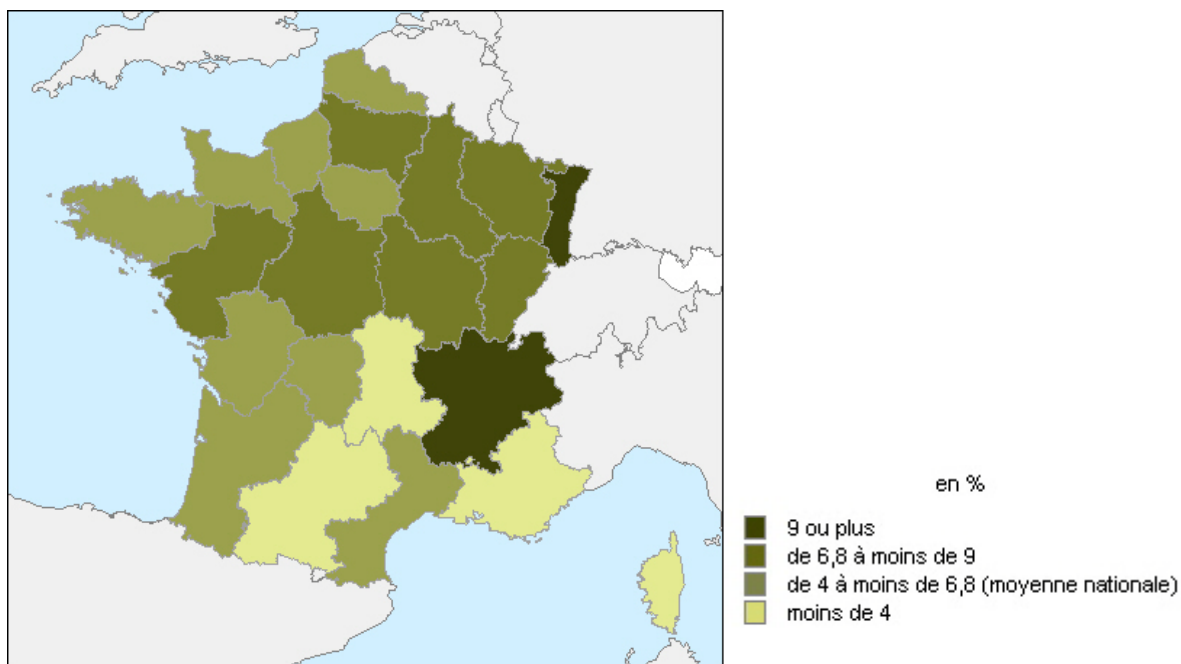 en %
9 ou plus
de 6,8 à moins de 9
de 4 à moins de 6,8 (moyenne nationale)
moins de 4